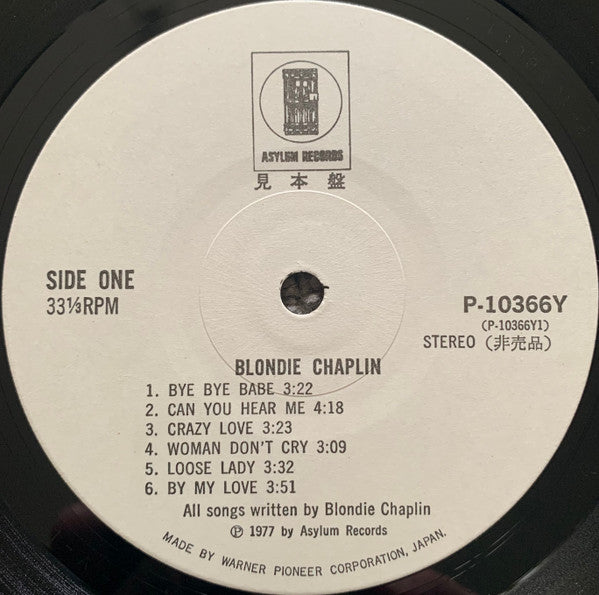 ASYLUM RECORDS
見本盤
SIDE ONE
33⅓RPM
P-10366Y
(P-10366Y1)
STEREO (非売品)
BLONDIE CHAPLIN
1. BYE BYE BABE 3:22
2. CAN YOU HEAR ME 4:18
3. CRAZY LOVE 3:23
4. WOMAN DON'T CRY 3:09
5. LOOSE LADY 3:32
6. BY MY LOVE 3:51
All songs written by Blondie Chaplin
Ⓟ 1977 by Asylum Records
MADE BY WARNER PIONEER CORPORATION, JAPAN.